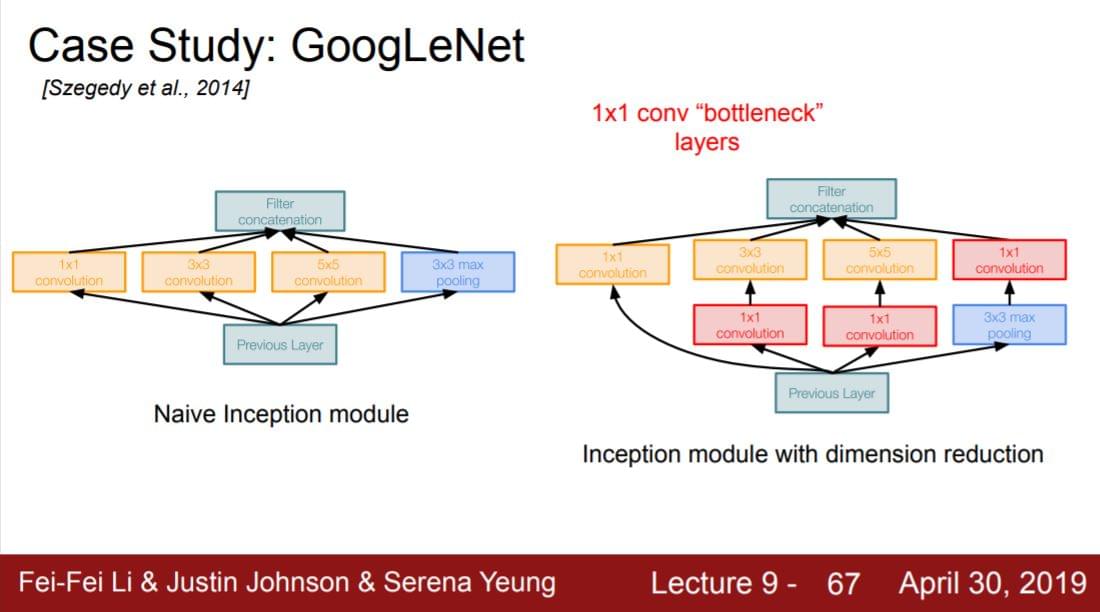 Case Study: GoogLeNet
[Szegedy et al., 2014]
1x1 conv “bottleneck”
layers
Filter
concatenation
1x1
convolution
3x3
convolution
5x5
convolution
3x3 max
pooling
Previous Layer
Naive Inception module
Filter
concatenation
1x1
convolution
3x3
convolution
5x5
convolution
1x1
convolution
1x1
convolution
1x1
convolution
3x3 max
pooling
Previous Layer
Inception module with dimension reduction
Fei-Fei Li & Justin Johnson & Serena Yeung
Lecture 9 - 67
April 30, 2019